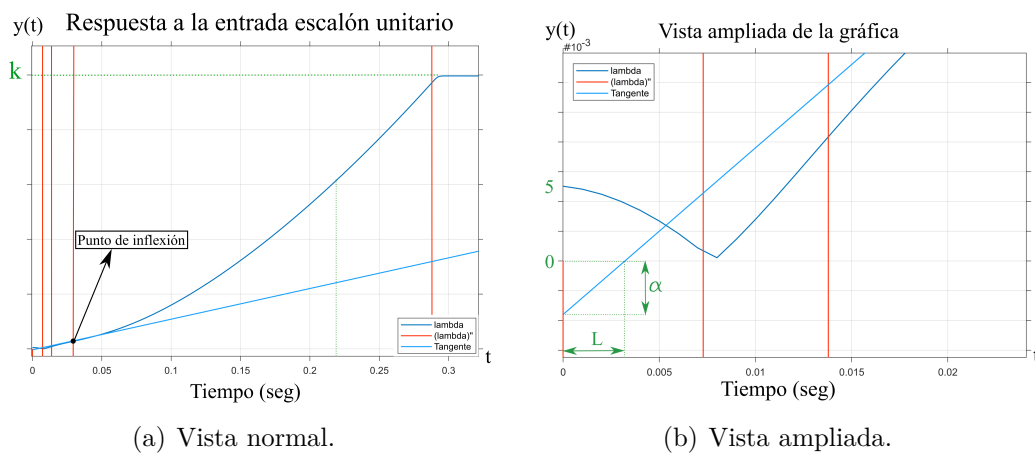 y(t)
Respuesta a la entrada escalón unitario
k
Punto de inflexión
lambda
(lambda)"
Tangente
t
0
0.05
0.1
0.15
0.2
0.25
0.3
Tiempo (seg)
(a) Vista normal.
y(t)
Vista ampliada de la gráfica
#10-3
lambda
(lambda)"
Tangente
5
0
α
L
t
0
0.005
0.01
0.015
0.02
Tiempo (seg)
(b) Vista ampliada.